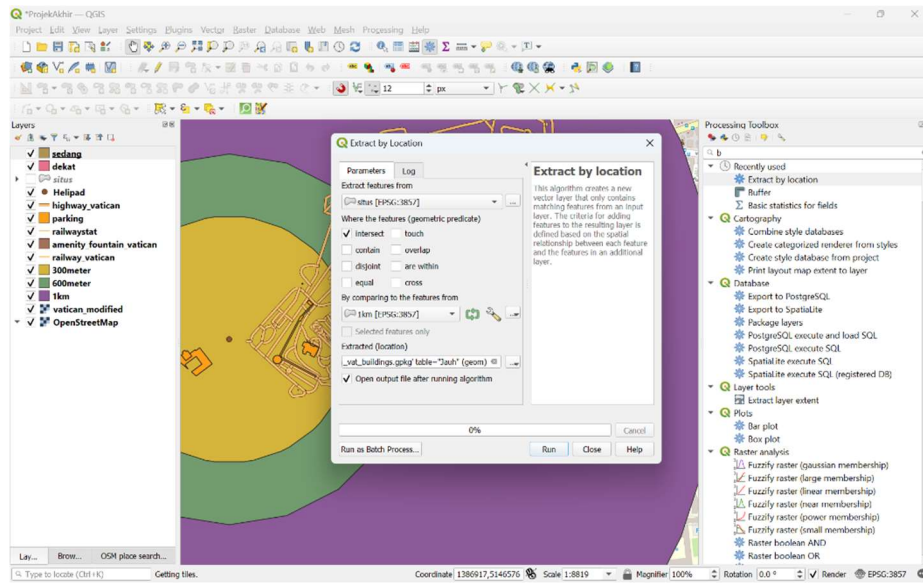 *ProjekAkhir — QGIS
Project Edit View Layer Settings Plugins Vector Raster Database Web Mesh Processing Help
12 px
Layers
sedang
dekat
situs
Helipad
highway_vatican
parking
railwaystat
amenity_fountain_vatican
railway_vatican
300meter
600meter
1km
vatican_modified
OpenStreetMap
Lay... Brow... OSM place search...
Extract by Location
Parameters Log
Extract features from
situs [EPSG:3857]
Where the features (geometric predicate)
intersect touch
contain overlap
disjoint are within
equal cross
By comparing to the features from
1km [EPSG:3857]
Selected features only
Extracted (location)
_vat_buildings.gpkg' table="Jauh" (geom)
Open output file after running algorithm
Extract by location
This algorithm creates a new
vector layer that only contains
matching features from an input
layer. The criteria for adding
features to the resulting layer is
defined based on the spatial
relationship between each feature
and the features in an additional
layer.
0% Cancel
Run as Batch Process... Run Close Help
Processing Toolbox
b
Recently used
Extract by location
Buffer
Basic statistics for fields
Cartography
Combine style databases
Create categorized renderer from styles
Create style database from project
Print layout map extent to layer
Database
Export to PostgreSQL
Export to SpatiaLite
Package layers
PostgreSQL execute and load SQL
PostgreSQL execute SQL
SpatiaLite execute SQL
SpatiaLite execute SQL (registered DB)
Layer tools
Extract layer extent
Plots
Bar plot
Box plot
Raster analysis
Fuzzify raster (gaussian membership)
Fuzzify raster (large membership)
Fuzzify raster (linear membership)
Fuzzify raster (near membership)
Fuzzify raster (power membership)
Fuzzify raster (small membership)
Raster boolean AND
Raster boolean OR
Type to locate (Ctrl+K) Getting tiles. Coordinate 1386917,5146576 Scale 1:8819 Magnifier 100% Rotation 0.0 ° Render EPSG:3857